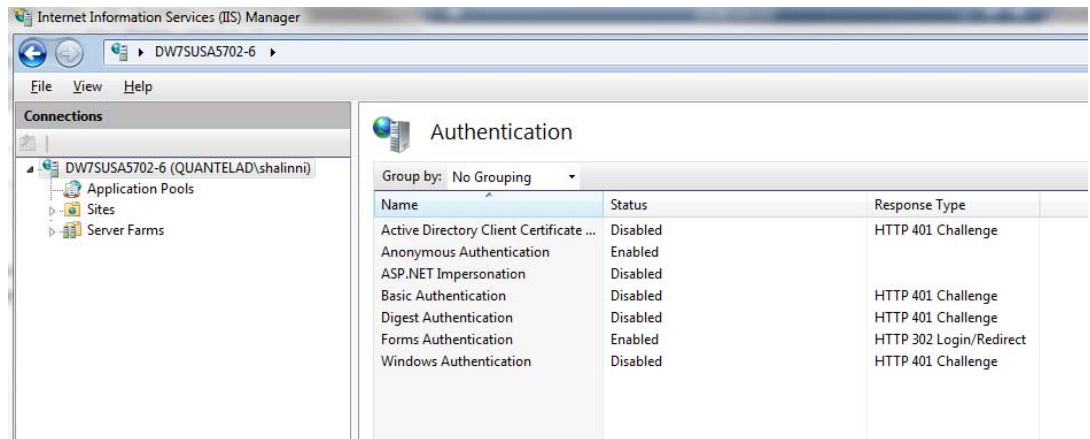 Internet Information Services (IIS) Manager
DW7SUSA5702-6
File View Help
Connections
DW7SUSA5702-6 (QUANTELAD\shalinni)
Application Pools
Sites
Server Farms
Authentication
Group by: No Grouping
Name Status Response Type
Active Directory Client Certificate ... Disabled HTTP 401 Challenge
Anonymous Authentication Enabled
ASP.NET Impersonation Disabled
Basic Authentication Disabled HTTP 401 Challenge
Digest Authentication Disabled HTTP 401 Challenge
Forms Authentication Enabled HTTP 302 Login/Redirect
Windows Authentication Disabled HTTP 401 Challenge